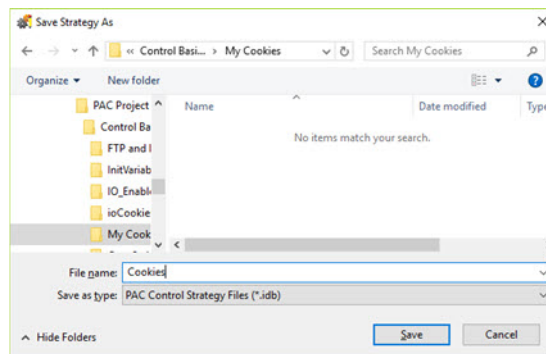 Save Strategy As
« Control Basi... > My Cookies
Search My Cookies
Organize
New folder
PAC Project
Control Ba
FTP and I
InitVariab
IO_Enable
ioCookie
My Cook
Name
Date modified
Type
No items match your search.
File name: Cookies
Save as type: PAC Control Strategy Files (*.idb)
Hide Folders
Save
Cancel